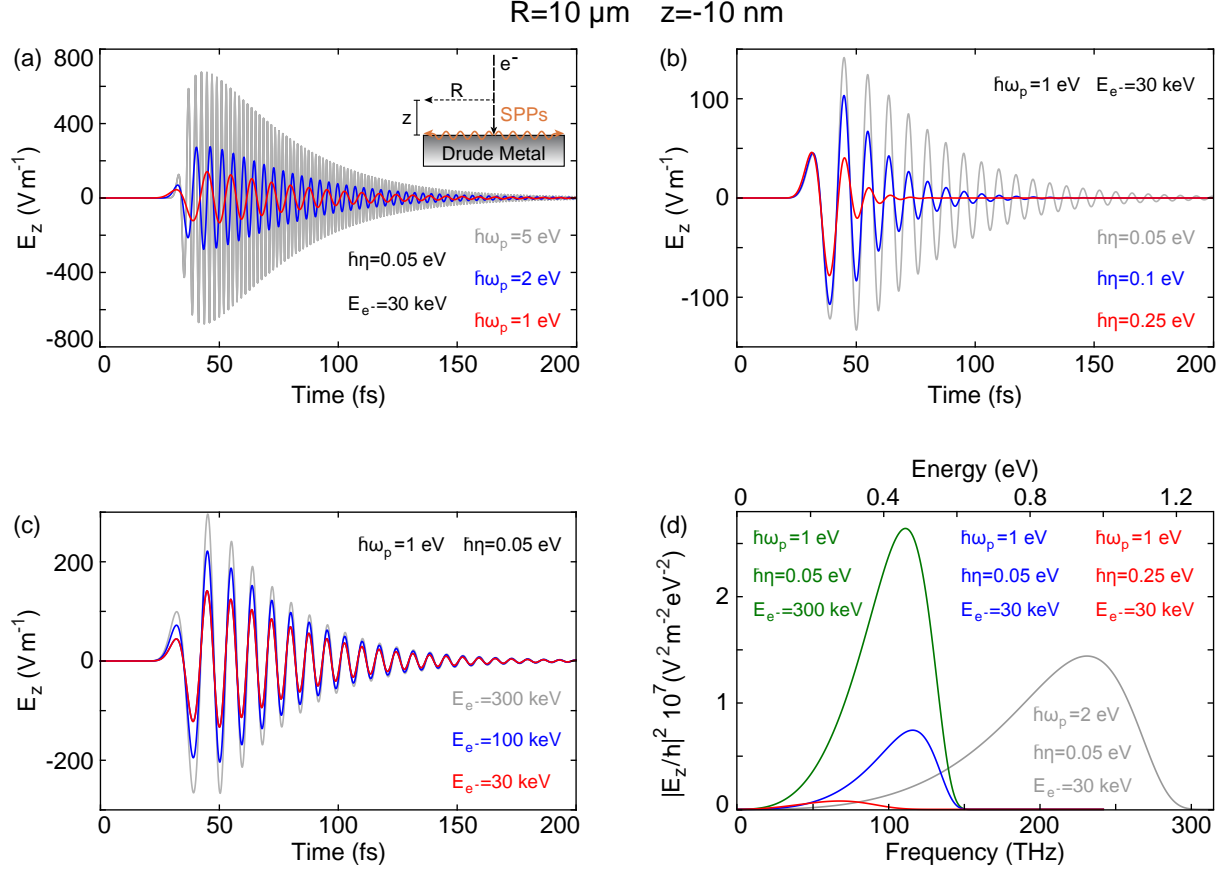 R=10 μm z=-10 nm
(a)
800
400
0
-400
-800
E_z (V m⁻¹)
e⁻
R
z
SPPs
Drude Metal
ħω_p=5 eV
ħη=0.05 eV
ħω_p=2 eV
E_e⁻=30 keV
ħω_p=1 eV
0 50 100 150 200
Time (fs)
(b)
100
0
-100
E_z (V m⁻¹)
ħω_p=1 eV E_e⁻=30 keV
ħη=0.05 eV
ħη=0.1 eV
ħη=0.25 eV
0 50 100 150 200
Time (fs)
(c)
200
0
-200
E_z (V m⁻¹)
ħω_p=1 eV ħη=0.05 eV
E_e⁻=300 keV
E_e⁻=100 keV
E_e⁻=30 keV
0 50 100 150 200
Time (fs)
Energy (eV)
0 0.4 0.8 1.2
(d)
2
1
0
|E_z/ħ|² 10⁷(V²m⁻²eV⁻²)
ħω_p=1 eV ħω_p=1 eV ħω_p=1 eV
ħη=0.05 eV ħη=0.05 eV ħη=0.25 eV
E_e⁻=300 keV E_e⁻=30 keV E_e⁻=30 keV
ħω_p=2 eV
ħη=0.05 eV
E_e⁻=30 keV
0 100 200 300
Frequency (THz)